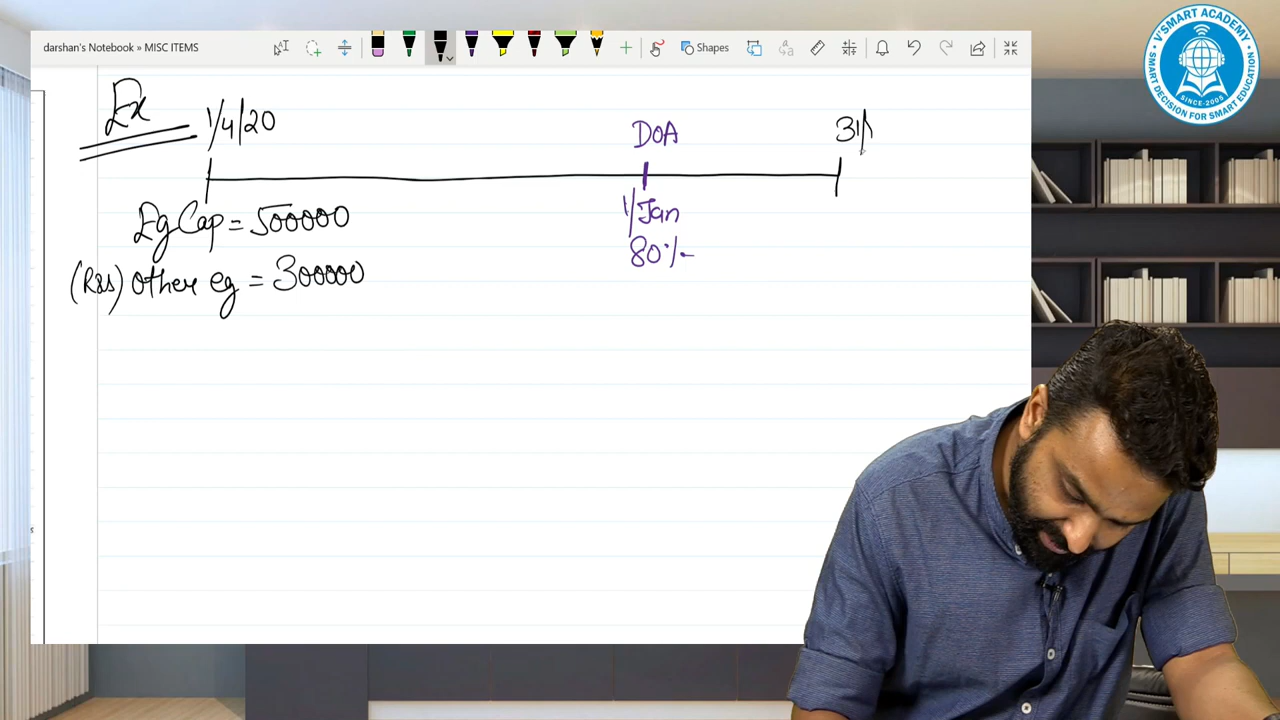 darshan's Notebook » MISC ITEMS
Shapes
Ex
1/4/20
DOA
31/
1/Jan
80%
Eq Cap = 500000
(R&S) Other eq = 300000
V'SMART ACADEMY
SMART DECISION FOR SMART EDUCATION
SINCE-2005